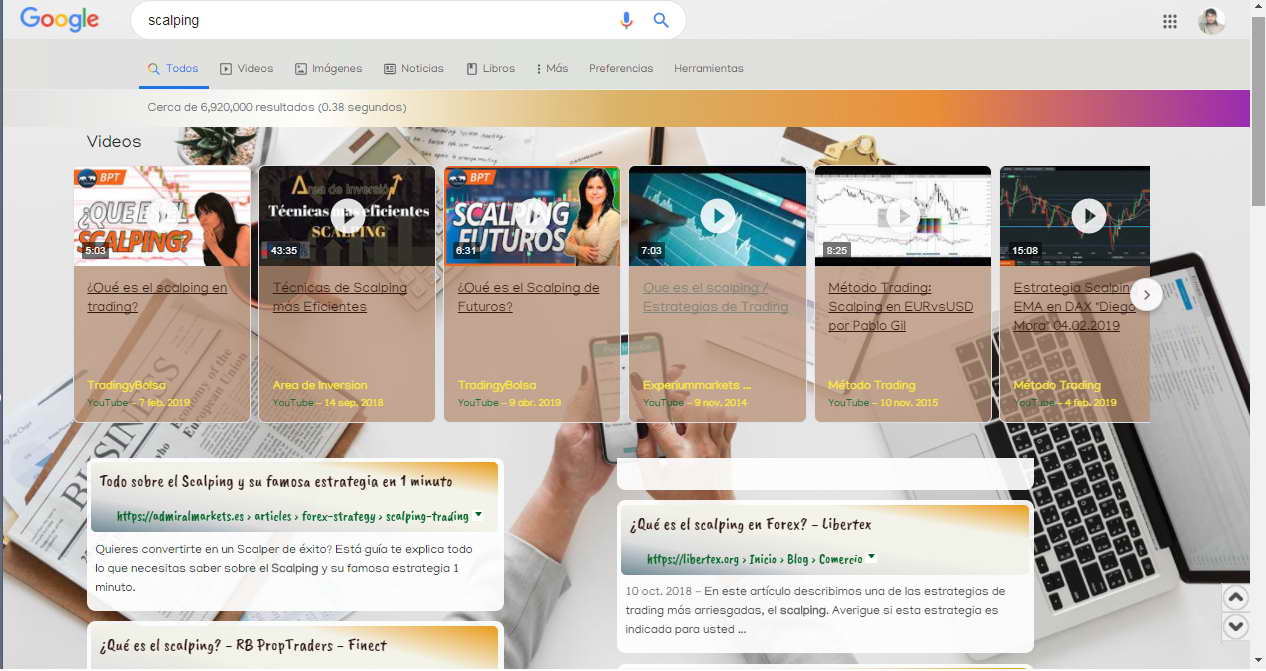 Google
scalping
Todos
Videos
Imágenes
Noticias
Libros
Más
Preferencias
Herramientas
Cerca de 6,920,000 resultados (0.38 segundos)
Videos
BPT
¿QUE ES EL
SCALPING?
5:03
¿Qué es el scalping en
trading?
TradingyBolsa
YouTube – 7 feb. 2019
Area de Inversión
Técnicas más eficientes
SCALPING
43:35
Técnicas de Scalping
más Eficientes
Area de Inversion
YouTube – 14 sep. 2018
BPT
SCALPING
FUTUROS
6:31
¿Qué es el Scalping de
Futuros?
TradingyBolsa
YouTube – 9 abr. 2019
7:03
Que es el scalping /
Estrategias de Trading
Experiummarkets ...
YouTube – 9 nov. 2014
8:25
Método Trading:
Scalping en EURvsUSD
por Pablo Gil
Método Trading
YouTube – 10 nov. 2015
15:08
Estrategia Scalping
EMA en DAX "Diego
Mora" 04.02.2019
Método Trading
YouTube – 4 feb. 2019
BUSINESS
Todo sobre el Scalping y su famosa estrategia en 1 minuto
https://admiralmarkets.es › articles › forex-strategy › scalping-trading
Quieres convertirte en un Scalper de éxito? Está guía te explica todo
lo que necesitas saber sobre el Scalping y su famosa estrategia 1
minuto.
¿Qué es el scalping? – RB PropTraders – Finect
¿Qué es el scalping en Forex? – Libertex
https://libertex.org › Inicio › Blog › Comercio
10 oct. 2018 – En este artículo describimos una de las estrategias de
trading más arriesgadas, el scalping. Averigue si esta estrategia es
indicada para usted ...